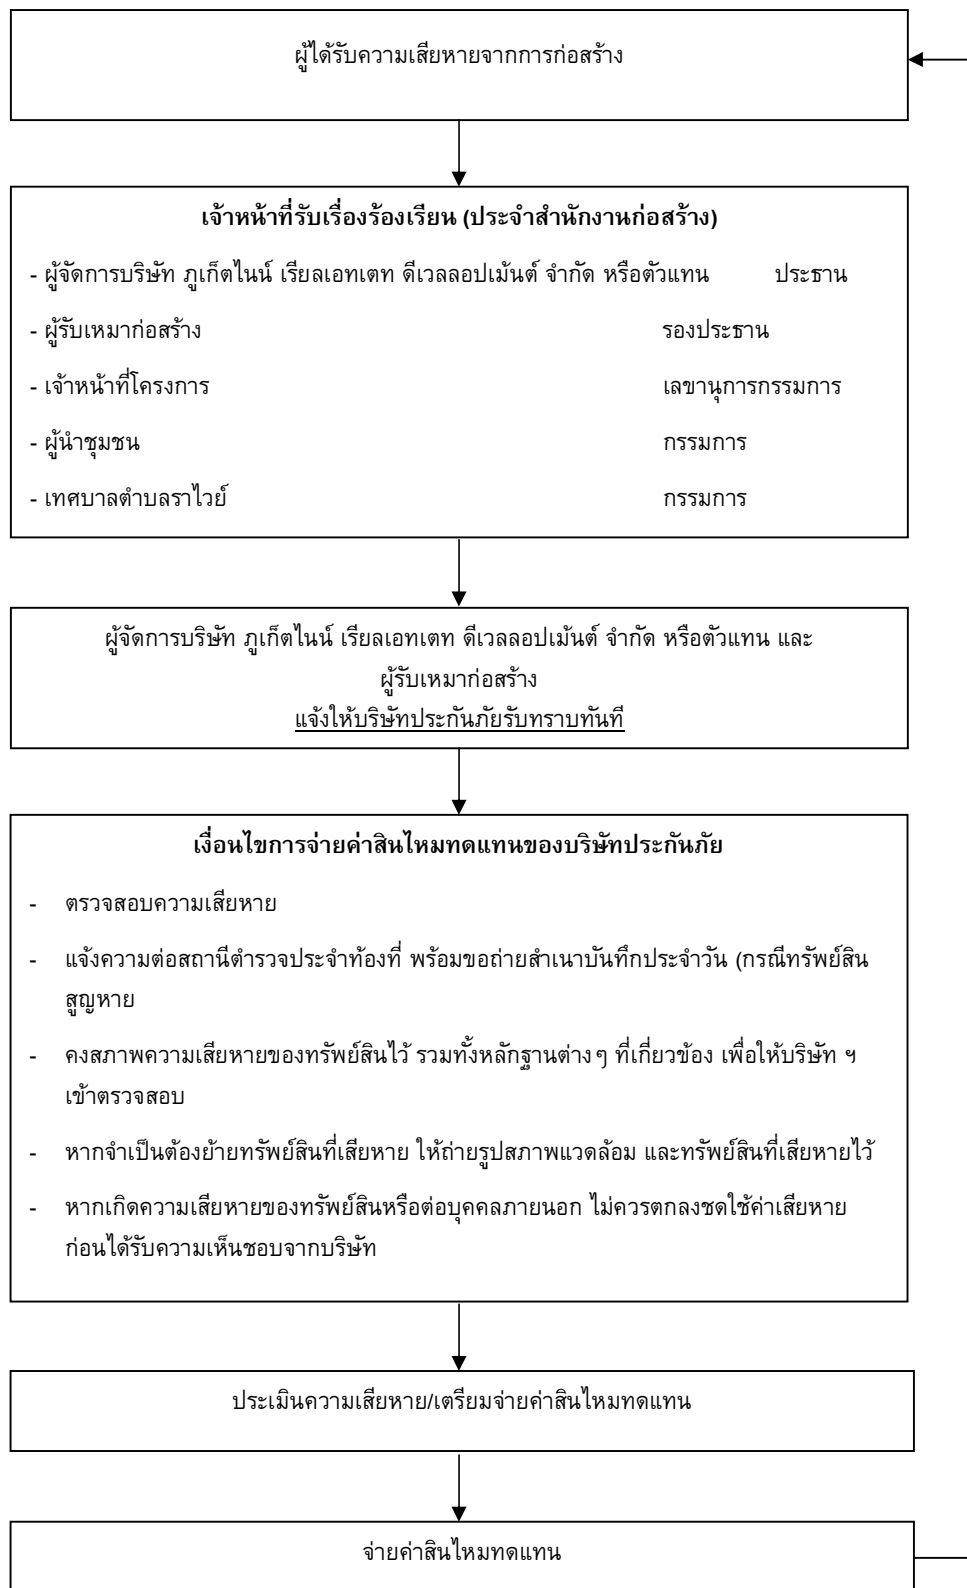 ผู้ได้รับความเสียหายจากการก่อสร้าง
เจ้าหน้าที่รับเรื่องร้องเรียน (ประจำสำนักงานก่อสร้าง)
- ผู้จัดการบริษัท ภูเก็ตไนน์ เรียลเอทเตท ดีเวลลอปเม้นต์ จำกัด หรือตัวแทน ประธาน
- ผู้รับเหมาก่อสร้าง รองประธาน
- เจ้าหน้าที่โครงการ เลขานุการกรรมการ
- ผู้นำชุมชน กรรมการ
- เทศบาลตำบลราไวย์ กรรมการ
ผู้จัดการบริษัท ภูเก็ตไนน์ เรียลเอทเตท ดีเวลลอปเม้นต์ จำกัด หรือตัวแทน และ
ผู้รับเหมาก่อสร้าง
แจ้งให้บริษัทประกันภัยรับทราบทันที
เงื่อนไขการจ่ายค่าสินไหมทดแทนของบริษัทประกันภัย
- ตรวจสอบความเสียหาย
- แจ้งความต่อสถานีตำรวจประจำท้องที่ พร้อมขอถ่ายสำเนาบันทึกประจำวัน (กรณีทรัพย์สิน
สูญหาย
- คงสภาพความเสียหายของทรัพย์สินไว้ รวมทั้งหลักฐานต่างๆ ที่เกี่ยวข้อง เพื่อให้บริษัท ฯ
เข้าตรวจสอบ
- หากจำเป็นต้องย้ายทรัพย์สินที่เสียหาย ให้ถ่ายรูปสภาพแวดล้อม และทรัพย์สินที่เสียหายไว้
- หากเกิดความเสียหายของทรัพย์สินหรือต่อบุคคลภายนอก ไม่ควรตกลงชดใช้ค่าเสียหาย
ก่อนได้รับความเห็นชอบจากบริษัท
ประเมินความเสียหาย/เตรียมจ่ายค่าสินไหมทดแทน
จ่ายค่าสินไหมทดแทน